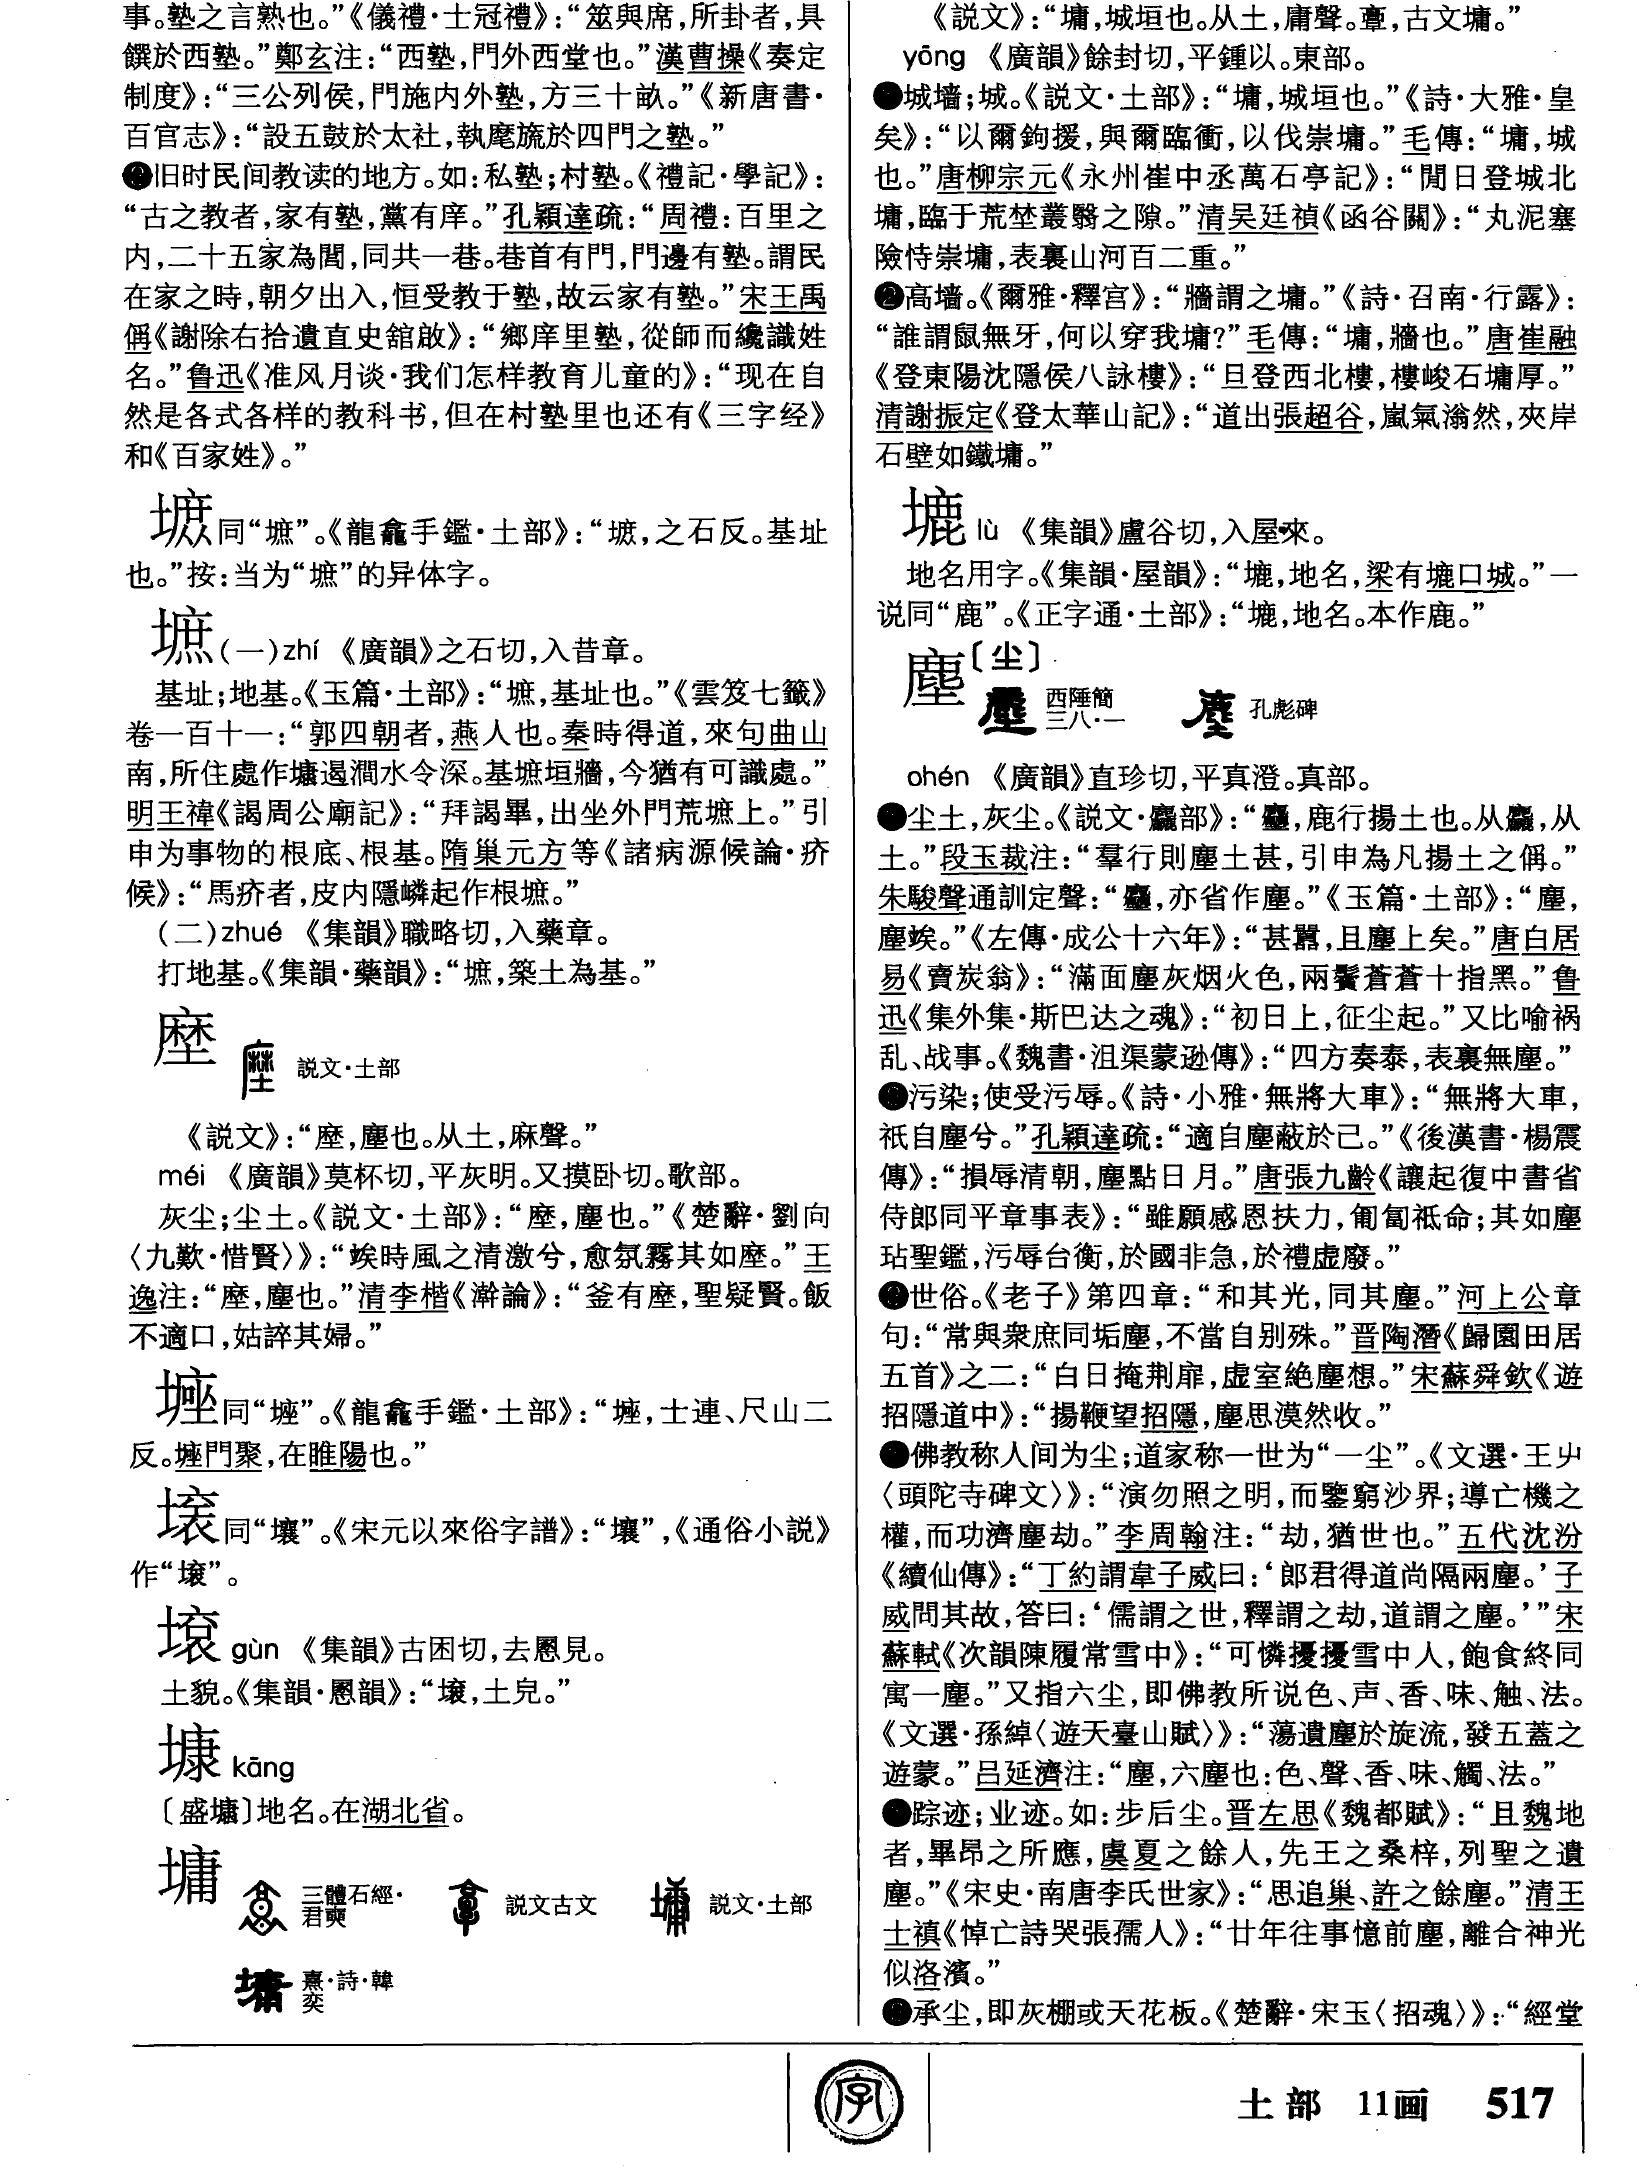 事。塾之言熟也。”《儀禮·士冠禮》：“筮與席，所卦者，具
饌於西塾。”鄭玄注：“西塾，門外西堂也。”漢曹操《奏定
制度》：“三公列侯，門施内外塾，方三十畝。”《新唐書·
百官志》：“設五鼓於太社，執麾旒於四門之塾。”
❷旧时民间教读的地方。如：私塾；村塾。《禮記·學記》：
“古之教者，家有塾，黨有庠。”孔穎達疏：“周禮：百里之
内，二十五家為閭，同共一巷。巷首有門，門邊有塾。謂民
在家之時，朝夕出入，恒受教于塾，故云家有塾。”宋王禹
偁《謝除右拾遺直史舘啟》：“鄉庠里塾，從師而纔識姓
名。”鲁迅《准风月谈·我们怎样教育儿童的》：“现在自
然是各式各样的教科书，但在村塾里也还有《三字经》
和《百家姓》。”
同“墌”。《龍龕手鑑·土部》：“，之石反。基址
也。”按：当为“墌”的异体字。
墌(一)zhí 《廣韻》之石切，入昔章。
基址；地基。《玉篇·土部》：“墌，基址也。”《雲笈七籤》
卷一百十一：“郭四朝者，燕人也。秦時得道，來句曲山
南，所住處作塘遏澗水令深。基墌垣牆，今猶有可識處。”
明王禕《謁周公廟記》：“拜謁畢，出坐外門荒墌上。”引
申为事物的根底、根基。隋巢元方等《諸病源候論·疥
候》：“馬疥者，皮内隱嶙起作根墌。”
(二)zhuó 《集韻》職略切，入藥章。
打地基。《集韻·藥韻》：“墌，築土為基。”
塺 説文·土部
《説文》：“塺，塵也。从土，麻聲。”
méi 《廣韻》莫杯切，平灰明。又摸卧切。歌部。
灰尘；尘土。《説文·土部》：“塺，塵也。”《楚辭·劉向
〈九歎·惜賢〉》：“竢時風之清激兮，愈氛霧其如塺。”王
逸注：“塺，塵也。”清李楷《澣論》：“釜有塺，聖疑賢。飯
不適口，姑誶其婦。”
同“”。《龍龕手鑑·土部》：“，士連、尺山二
反。門聚，在睢陽也。”
同“壤”。《宋元以來俗字譜》：“壤”，《通俗小説》
作“”。
墏 gùn 《集韻》古困切，去慁見。
土貌。《集韻·慁韻》：“，土皃。”
kāng
〔盛〕地名。在湖北省。
墉 三體石經·君奭 説文古文 説文·土部
熹·詩·韓奕
《説文》：“墉，城垣也。从土，庸聲。，古文墉。”
yōng 《廣韻》餘封切，平鍾以。東部。
❶城墙；城。《説文·土部》：“墉，城垣也。”《詩·大雅·皇
矣》：“以爾鉤援，與爾臨衝，以伐崇墉。”毛傳：“墉，城
也。”唐柳宗元《永州崔中丞萬石亭記》：“閒日登城北
墉，臨于荒埜叢翳之隙。”清吴廷禎《函谷關》：“丸泥塞
險恃崇墉，表裏山河百二重。”
❷高墙。《爾雅·釋宫》：“牆謂之墉。”《詩·召南·行露》：
“誰謂鼠無牙，何以穿我墉？”毛傳：“墉，牆也。”唐崔融
《登東陽沈隱侯八詠樓》：“旦登西北樓，樓峻石墉厚。”
清謝振定《登太華山記》：“道出張超谷，嵐氣滃然，夾岸
石壁如鐵墉。”
塶 lù 《集韻》盧谷切，入屋來。
地名用字。《集韻·屋韻》：“塶，地名，梁有塶口城。”一
说同“鹿”。《正字通·土部》：“塶，地名。本作鹿。”
塵〔尘〕 西陲簡三八·一 孔彪碑
chén 《廣韻》直珍切，平真澄。真部。
❶尘土，灰尘。《説文·麤部》：“，鹿行揚土也。从麤，从
土。”段玉裁注：“羣行則塵土甚，引申為凡揚土之偁。”
朱駿聲通訓定聲：“，亦省作塵。”《玉篇·土部》：“塵，
塵埃。”《左傳·成公十六年》：“甚囂，且塵上矣。”唐白居
易《賣炭翁》：“滿面塵灰烟火色，兩鬢蒼蒼十指黑。”鲁
迅《集外集·斯巴达之魂》：“初日上，征尘起。”又比喻祸
乱、战事。《魏書·沮渠蒙逊傳》：“四方奏泰，表裏無塵。”
❷污染；使受污辱。《詩·小雅·無將大車》：“無將大車，
祇自塵兮。”孔穎達疏：“適自塵蔽於己。”《後漢書·楊震
傳》：“損辱清朝，塵點日月。”唐張九齡《讓起復中書省
侍郎同平章事表》：“雖願感恩扶力，匍匐祗命；其如塵
玷聖鑑，污辱台衡，於國非急，於禮虚廢。”
❸世俗。《老子》第四章：“和其光，同其塵。”河上公章
句：“常與衆庶同垢塵，不當自别殊。”晋陶潛《歸園田居
五首》之二：“白日掩荆扉，虚室絶塵想。”宋蘇舜欽《遊
招隱道中》：“揚鞭望招隱，塵思漠然收。”
❹佛教称人间为尘；道家称一世为“一尘”。《文選·王屮
〈頭陀寺碑文〉》：“演勿照之明，而鑒窮沙界；導亡機之
權，而功濟塵劫。”李周翰注：“劫，猶世也。”五代沈汾
《續仙傳》：“丁約謂韋子威曰：‘郎君得道尚隔兩塵。’子
威問其故，答曰：‘儒謂之世，釋謂之劫，道謂之塵。’”宋
蘇軾《次韻陳履常雪中》：“可憐擾擾雪中人，飽食終同
寓一塵。”又指六尘，即佛教所说色、声、香、味、触、法。
《文選·孫綽〈遊天臺山賦〉》：“蕩遺塵於旋流，發五蓋之
遊蒙。”吕延濟注：“塵，六塵也：色、聲、香、味、觸、法。”
❺踪迹；业迹。如：步后尘。晋左思《魏都賦》：“且魏地
者，畢昂之所應，虞夏之餘人，先王之桑梓，列聖之遺
塵。”《宋史·南唐李氏世家》：“思追巢、許之餘塵。”清王
士禛《悼亡詩哭張孺人》：“廿年往事憶前塵，離合神光
似洛濱。”
❻承尘，即灰棚或天花板。《楚辭·宋玉〈招魂〉》：“經堂
字
土部 11画 517